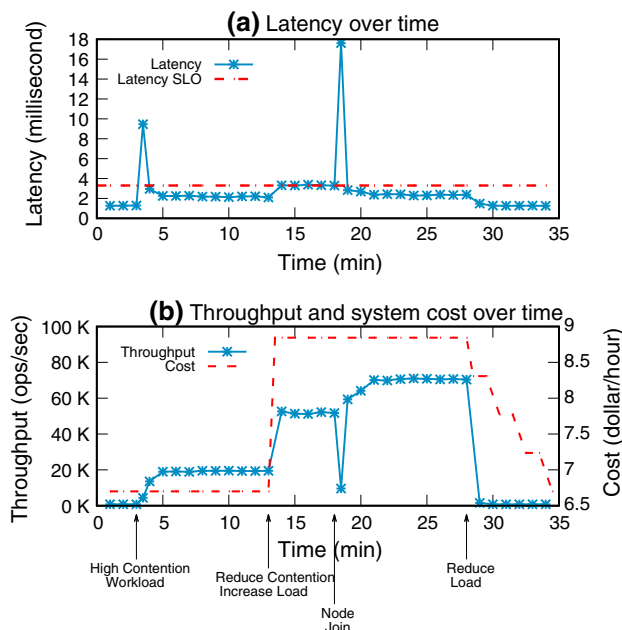 (a) Latency over time
18
16
14
12
10
8
6
4
2
0
Latency (millisecond)
Latency
Latency SLO
0 5 10 15 20 25 30 35
Time (min)
(b) Throughput and system cost over time
100 K
80 K
60 K
40 K
20 K
0 K
Throughput (ops/sec)
Throughput
Cost
9
8.5
8
7.5
7
6.5
Cost (dollar/hour)
0 5 10 15 20 25 30 35
Time (min)
High Contention
Workload
Reduce Contention
Increase Load
Node
Join
Reduce
Load